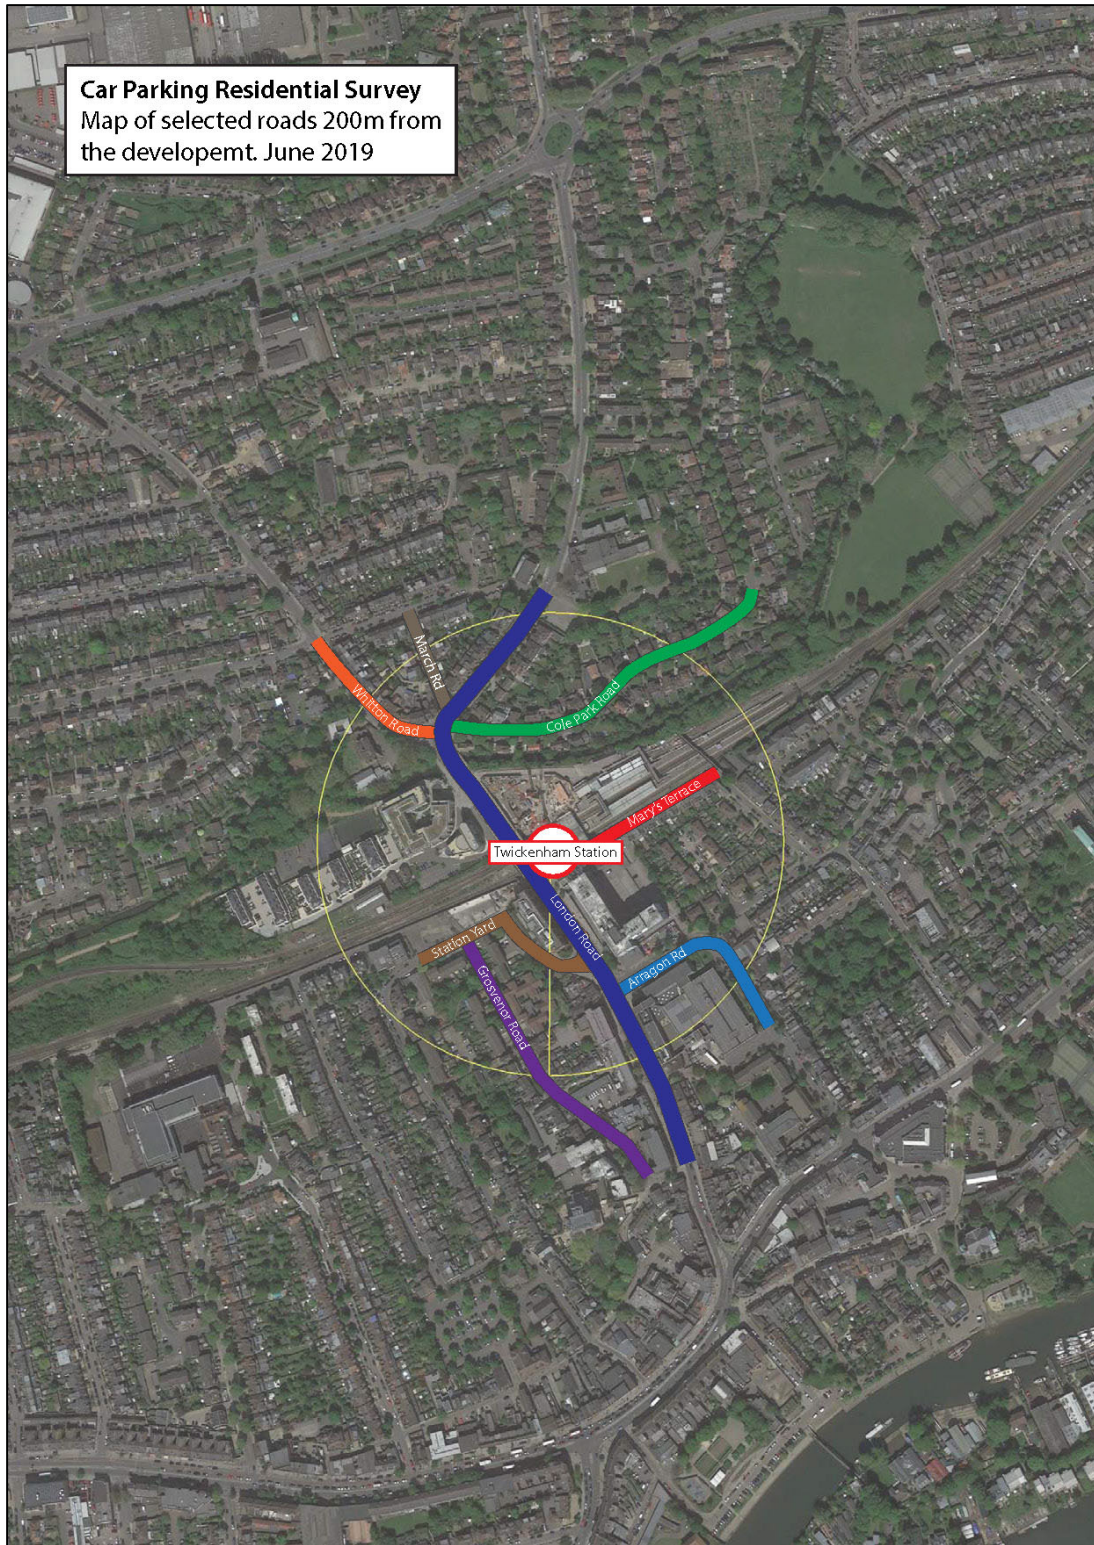 Car Parking Residential Survey
Map of selected roads 200m from
the developemt. June 2019
March Rd
Whitton Road
Cole Park Road
Mary's Terrace
Twickenham Station
London Road
Station Yard
Arragon Rd
Grosvenor Road